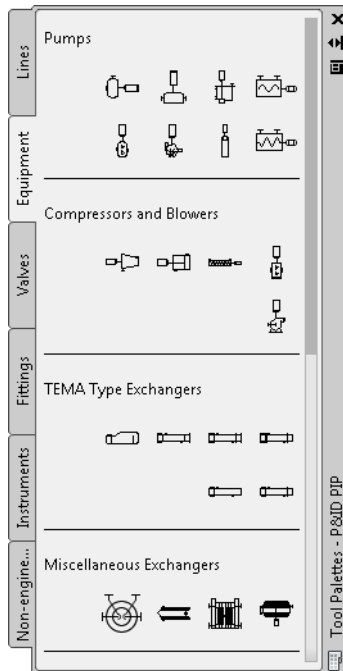 Lines
Equipment
Valves
Fittings
Instruments
Non-engine...
Pumps
Compressors and Blowers
TEMA Type Exchangers
Miscellaneous Exchangers
Tool Palettes - P&ID PIP